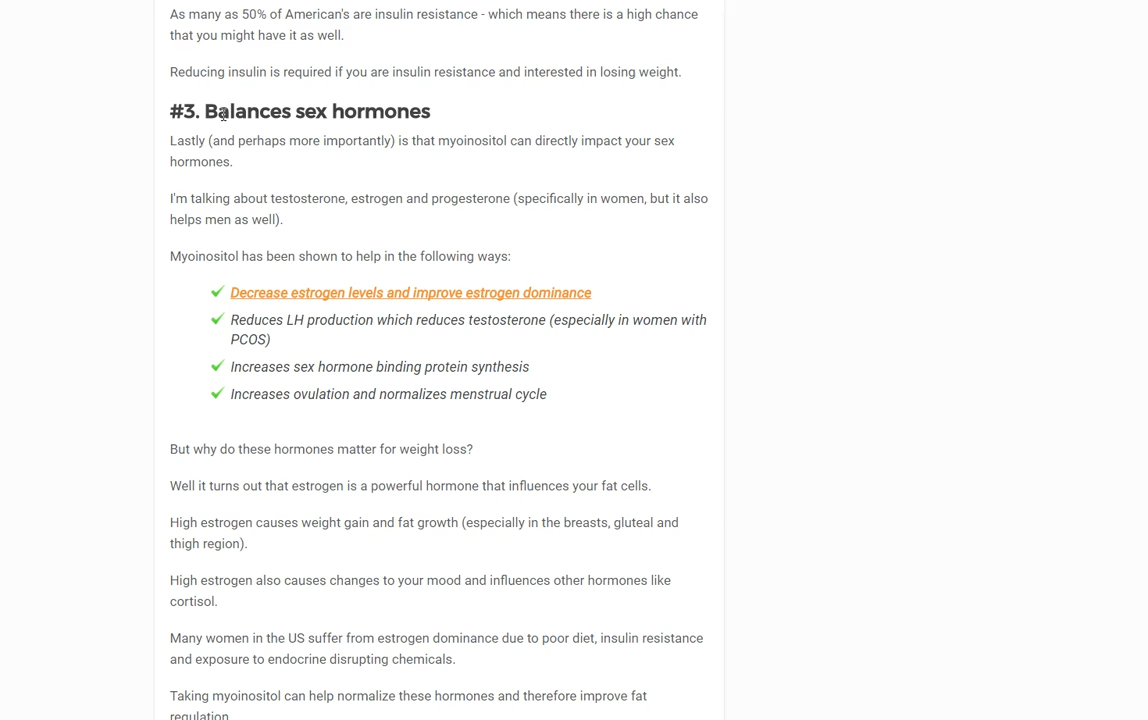 As many as 50% of American's are insulin resistance - which means there is a high chance
that you might have it as well.
Reducing insulin is required if you are insulin resistance and interested in losing weight.
#3. Balances sex hormones
Lastly (and perhaps more importantly) is that myoinositol can directly impact your sex
hormones.
I'm talking about testosterone, estrogen and progesterone (specifically in women, but it also
helps men as well).
Myoinositol has been shown to help in the following ways:
Decrease estrogen levels and improve estrogen dominance
Reduces LH production which reduces testosterone (especially in women with
PCOS)
Increases sex hormone binding protein synthesis
Increases ovulation and normalizes menstrual cycle
But why do these hormones matter for weight loss?
Well it turns out that estrogen is a powerful hormone that influences your fat cells.
High estrogen causes weight gain and fat growth (especially in the breasts, gluteal and
thigh region).
High estrogen also causes changes to your mood and influences other hormones like
cortisol.
Many women in the US suffer from estrogen dominance due to poor diet, insulin resistance
and exposure to endocrine disrupting chemicals.
Taking myoinositol can help normalize these hormones and therefore improve fat
regulation.